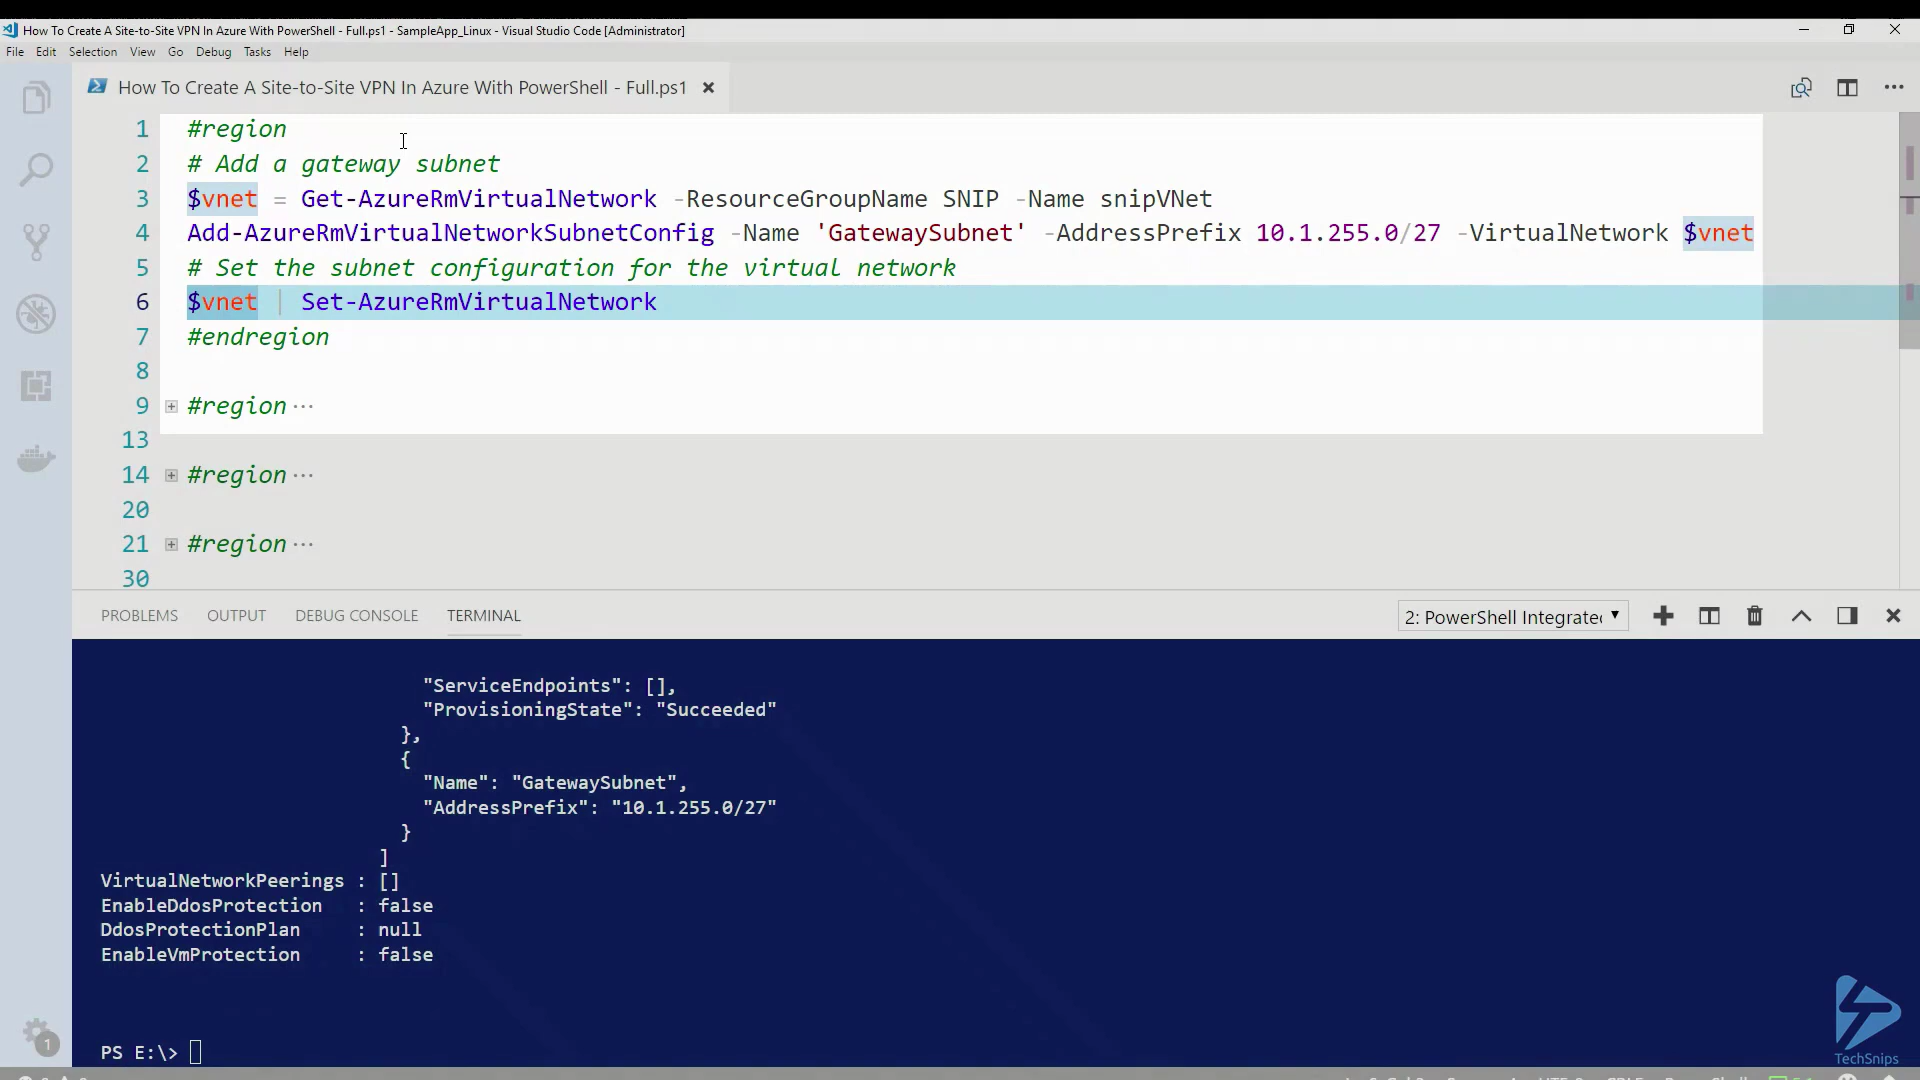 How To Create A Site-to-Site VPN In Azure With PowerShell - Full.ps1 - SampleApp_Linux - Visual Studio Code [Administrator]
File Edit Selection View Go Debug Tasks Help
How To Create A Site-to-Site VPN In Azure With PowerShell - Full.ps1
1 #region
2 # Add a gateway subnet
3 $vnet = Get-AzureRmVirtualNetwork -ResourceGroupName SNIP -Name snipVNet
4 Add-AzureRmVirtualNetworkSubnetConfig -Name 'GatewaySubnet' -AddressPrefix 10.1.255.0/27 -VirtualNetwork $vnet
5 # Set the subnet configuration for the virtual network
6 $vnet | Set-AzureRmVirtualNetwork
7 #endregion
8
9 #region ...
13
14 #region ...
20
21 #region ...
30
PROBLEMS OUTPUT DEBUG CONSOLE TERMINAL 2: PowerShell Integrate
"ServiceEndpoints": [],
"ProvisioningState": "Succeeded"
},
{
"Name": "GatewaySubnet",
"AddressPrefix": "10.1.255.0/27"
}
]
VirtualNetworkPeerings : []
EnableDdosProtection : false
DdosProtectionPlan : null
EnableVmProtection : false
1
PS E:\>
TechSnips